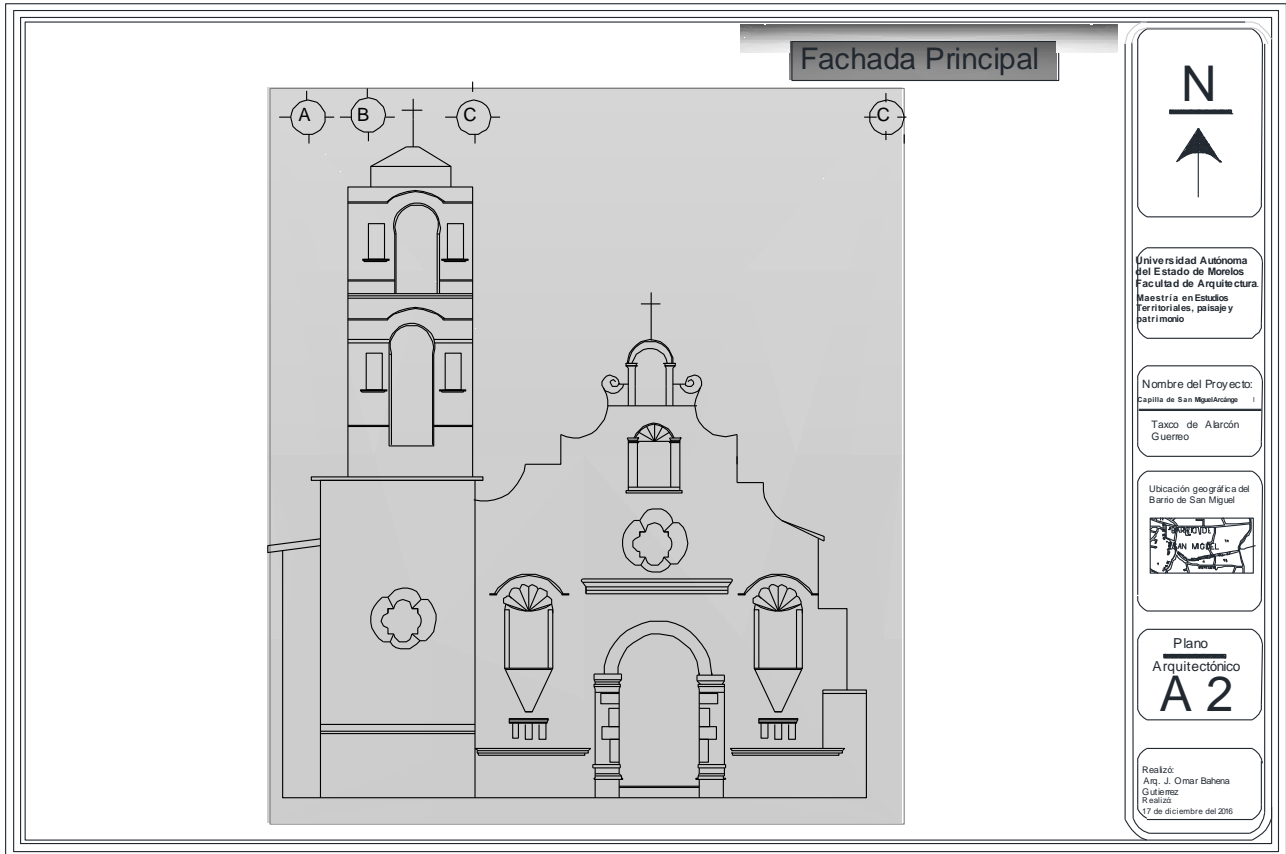 Fachada Principal
A B C C
N
Universidad Autónoma
del Estado de Morelos
Facultad de Arquitectura.
Maestría en Estudios
Territoriales, paisaje y
patrimonio
Nombre del Proyecto:
Capilla de San Miguel Arcánge l
Taxco de Alarcón
Guerreo
Ubicación geográfica del
Barrio de San Miguel
SAN MIGUEL
Plano
Arquitectónico
A 2
Realizó:
Arq. J. Omar Bahena
Gutierrez
Realizó:
17 de diciembre del 2016